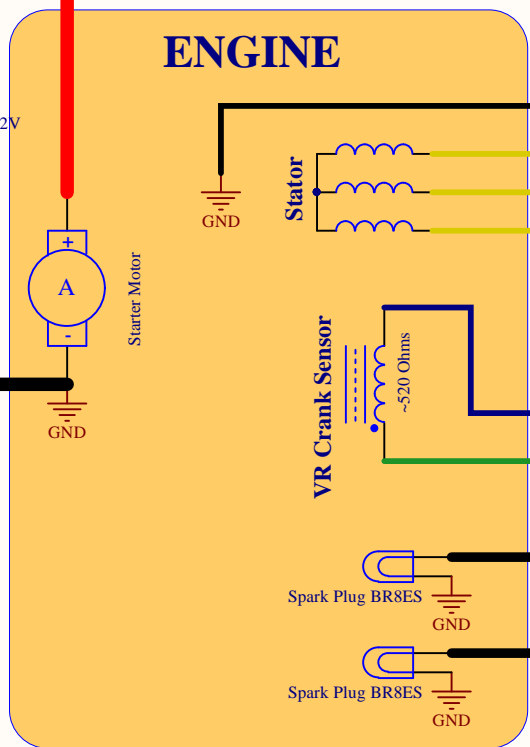 ENGINE
2V
GND
Stator
+
A
-
Starter Motor
GND
VR Crank Sensor
~520 Ohms
Spark Plug BR8ES
GND
Spark Plug BR8ES
GND